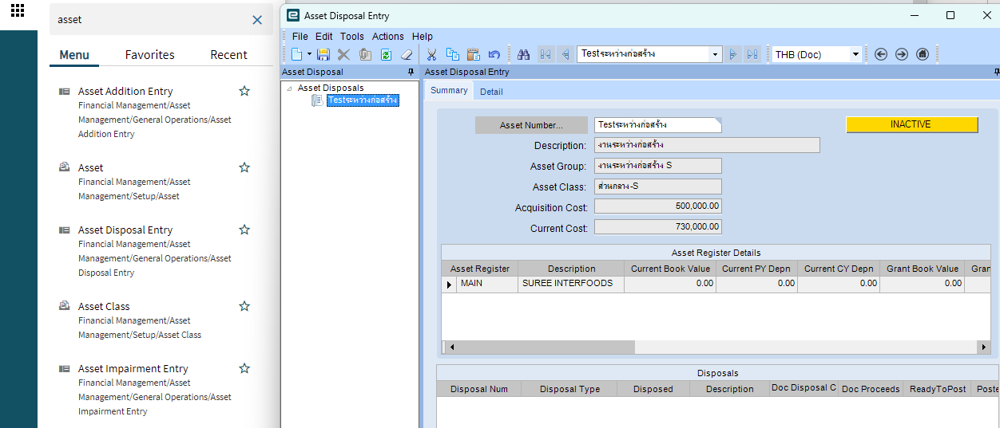 asset
Menu
Favorites
Recent
Asset Addition Entry
Financial Management/Asset
Management/General Operations/Asset
Addition Entry
Asset
Financial Management/Asset
Management/Setup/Asset
Asset Disposal Entry
Financial Management/Asset
Management/General Operations/Asset
Disposal Entry
Asset Class
Financial Management/Asset
Management/Setup/Asset Class
Asset Impairment Entry
Financial Management/Asset
Management/General Operations/Asset
Impairment Entry
Asset Disposal Entry
File Edit Tools Actions Help
Testระหว่างก่อสร้าง
THB (Doc)
Asset Disposal
Asset Disposals
Testระหว่างก่อสร้าง
Asset Disposal Entry
Summary Detail
Asset Number... Testระหว่างก่อสร้าง INACTIVE
Description: งานระหว่างก่อสร้าง
Asset Group: งานระหว่างก่อสร้าง S
Asset Class: ส่วนกลาง-S
Acquisition Cost: 500,000.00
Current Cost: 730,000.00
Asset Register Details
Asset Register Description Current Book Value Current PY Depn Current CY Depn Grant Book Value Gran
MAIN SUREE INTERFOODS 0.00 0.00 0.00 0.00
Disposals
Disposal Num Disposal Type Disposed Description Doc Disposal C Doc Proceeds ReadyToPost Poste